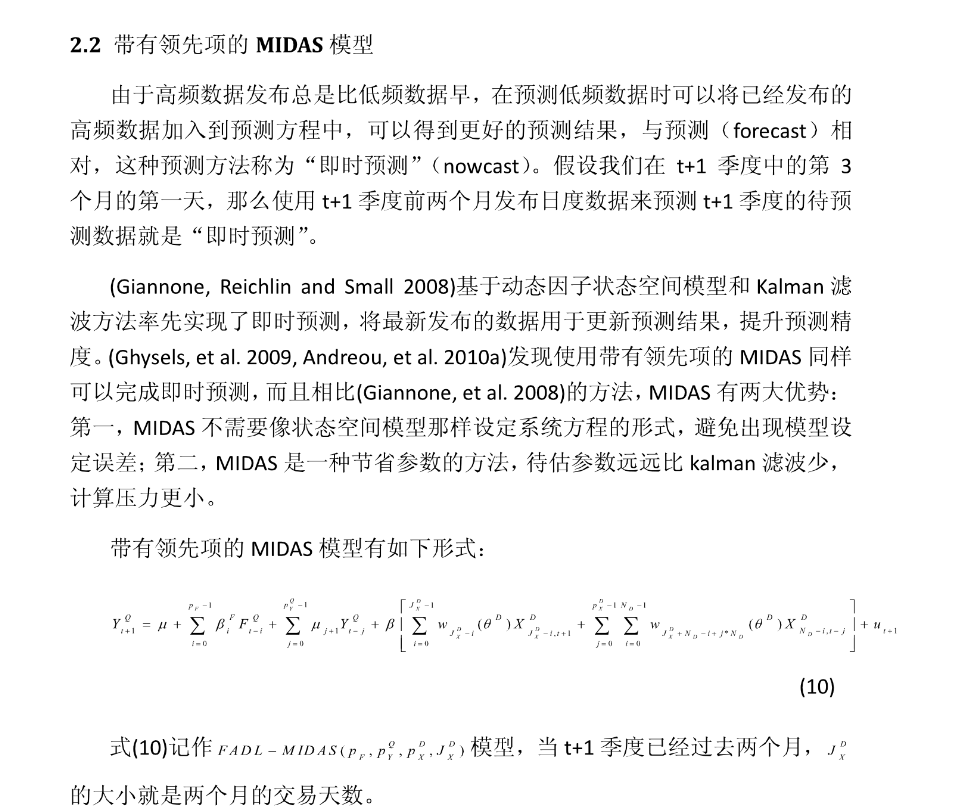 2.2 带有领先项的 MIDAS 模型
由于高频数据发布总是比低频数据早，在预测低频数据时可以将已经发布的
高频数据加入到预测方程中，可以得到更好的预测结果，与预测（forecast）相
对，这种预测方法称为“即时预测”（nowcast）。假设我们在 t+1 季度中的第 3
个月的第一天，那么使用 t+1 季度前两个月发布日度数据来预测 t+1 季度的待预
测数据就是“即时预测”。
(Giannone, Reichlin and Small 2008)基于动态因子状态空间模型和 Kalman 滤
波方法率先实现了即时预测，将最新发布的数据用于更新预测结果，提升预测精
度。(Ghysels, et al. 2009, Andreou, et al. 2010a)发现使用带有领先项的 MIDAS 同样
可以完成即时预测，而且相比(Giannone, et al. 2008)的方法，MIDAS 有两大优势：
第一，MIDAS 不需要像状态空间模型那样设定系统方程的形式，避免出现模型设
定误差；第二，MIDAS 是一种节省参数的方法，待估参数远远比 kalman 滤波少，
计算压力更小。
带有领先项的 MIDAS 模型有如下形式：
Y_{t+1}^{Q} = μ + \sum_{i=0}^{p_F-1} β_i^F F_{t-i}^{Q} + \sum_{j=0}^{p_Y^Q-1} μ_{j+1} Y_{t-j}^{Q} + β [ \sum_{i=0}^{J_X^D-1} w_{J_X^D-i}(θ^D) X_{J_X^D-i,t+1}^{D} + \sum_{j=0}^{p_X^D-1} \sum_{i=0}^{N_D-1} w_{J_X^D+N_D-i+j*N_D}(θ^D) X_{N_D-i,t-j}^{D} ] + u_{t+1}
(10)
式(10)记作 FADL − MIDAS(p_F, p_Y^Q, p_X^D, J_X^D) 模型，当 t+1 季度已经过去两个月，J_X^D
的大小就是两个月的交易天数。